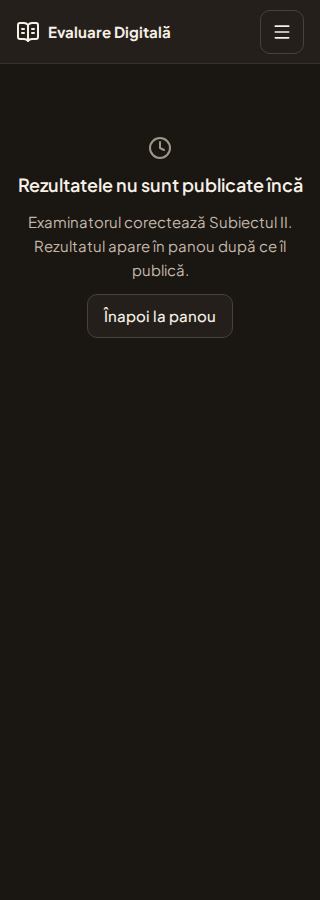 Evaluare Digitală
Rezultatele nu sunt publicate încă
Examinatorul corectează Subiectul II.
Rezultatul apare în panou după ce îl
publică.
Înapoi la panou